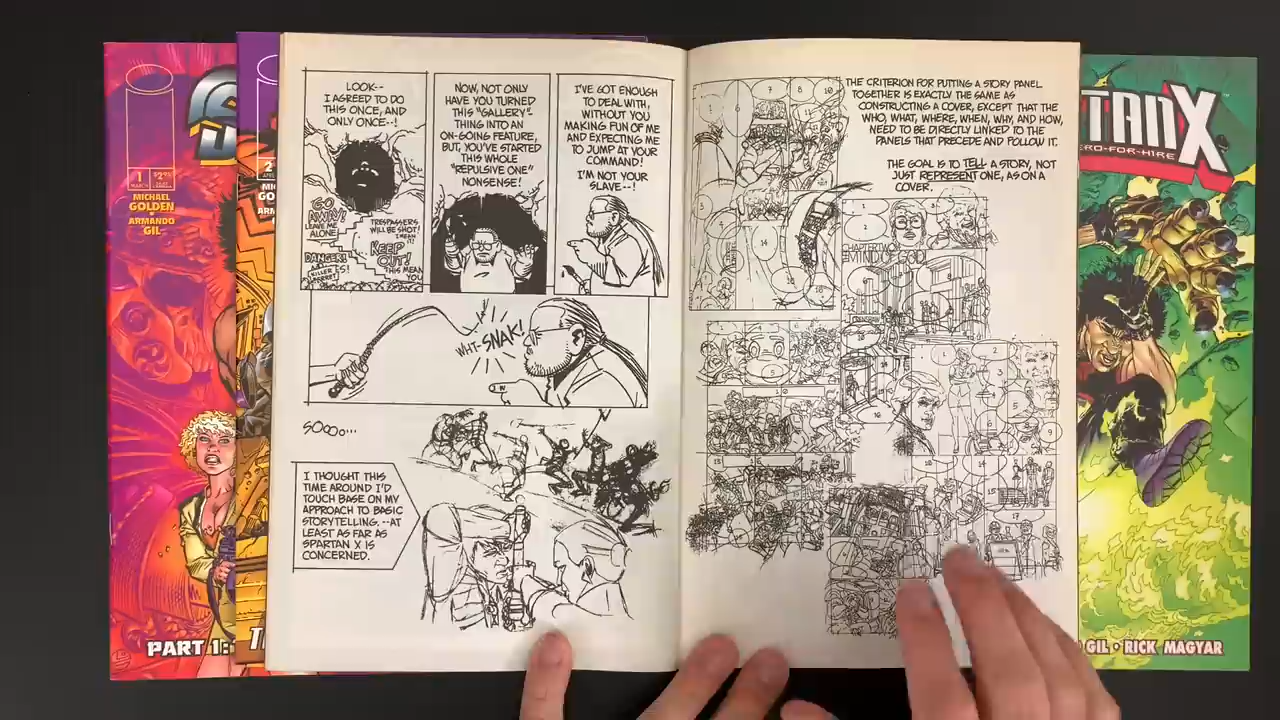 1
MARCH
$2.95
MICHAEL
GOLDEN
ARMANDO
GIL
PART 1:
2
LOOK--
I AGREED TO DO
THIS ONCE, AND
ONLY ONCE--!
GO
AWAY!
LEAVE ME
ALONE!
TRESPASSERS
WILL BE SHOT!
I MEAN
IT!
KEEP
OUT!
THIS MEANS
YOU
DANGER!
KILLER
NOW, NOT ONLY
HAVE YOU TURNED
THIS "GALLERY"
THING INTO AN
ON-GOING FEATURE,
BUT, YOU'VE STARTED
THIS WHOLE
"REPULSIVE ONE"
NONSENSE!
I'VE GOT ENOUGH
TO DEAL WITH,
WITHOUT YOU
MAKING FUN OF ME
AND EXPECTING ME
TO JUMP AT YOUR
COMMAND!
I'M NOT YOUR
SLAVE--!
WHT-SNAK!
SOOOO...
I THOUGHT THIS
TIME AROUND I'D
TOUCH BASE ON MY
APPROACH TO BASIC
STORYTELLING. --AT
LEAST AS FAR AS
SPARTAN X IS
CONCERNED.
THE CRITERION FOR PUTTING A STORY PANEL
TOGETHER IS EXACTLY THE SAME AS
CONSTRUCTING A COVER, EXCEPT THAT THE
WHO, WHAT, WHERE, WHEN, WHY, AND HOW,
NEED TO BE DIRECTLY LINKED TO THE
PANELS THAT PRECEDE AND FOLLOW IT.
THE GOAL IS TO TELL A STORY, NOT
JUST REPRESENT ONE, AS ON A
COVER.
CHAPTER TWO
MIND OF GOD
TANX
ERO-FOR-HIRE
GIL • RICK MAGYAR